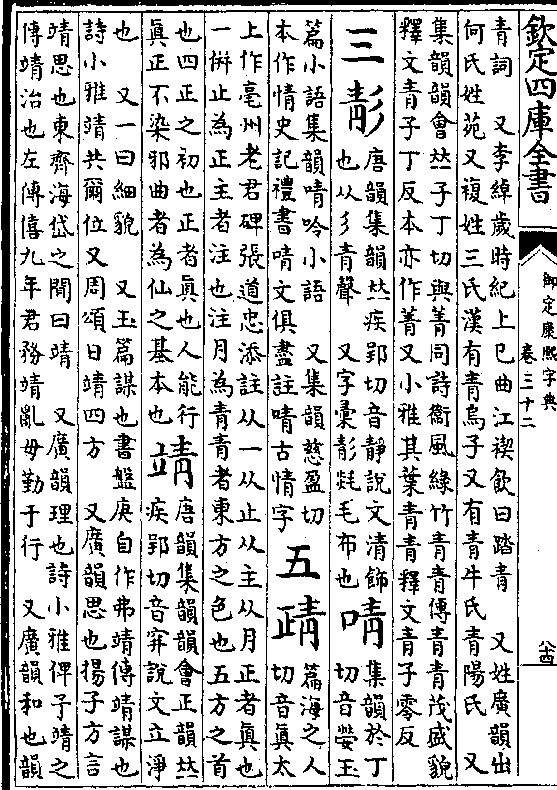 欽定四庫全書
御定康熙字典
卷三十二
青詞 又李綽歲時紀上巳曲江禊飲曰踏青 又姓廣韻出
何氏姓苑又複姓三氏漢有青烏子又有青牛氏青陽氏 又
集韻韻會𠀤子丁切與菁同詩衞風綠竹青青傳青青茂盛貌
釋文青子丁反本亦作菁又小雅其葉青青釋文青子零反
三
唐韻集韻𠀤疾郢切音靜說文清飾
也从彡青聲 又字彙毛布也
啨
集韻於丁
切音嫈玉
篇小語集韻啨吟小語 又集韻慈盈切
本作情史記禮書啨文俱盡註啨古情字
五
篇海之人
切音眞太
上作亳州老君碑張道忠添註从一从止从主从月正者眞也
一止為正主者注也注月為青青者東方之色也五方之首
也四正之初也正者眞也人能行
眞正不染邪曲者為仙之基本也
靖
唐韻集韻韻會正韻𠀤
疾郢切音穽說文立淨
也 又一曰細貌 又玉篇謀也書盤庚自作弗靖傳靖謀也
詩小雅靖共爾位又周頌日靖四方 又廣韻思也揚子方言
靖思也東齊海岱之間曰靖 又廣韻理也詩小雅俾予靖之
傳靖治也左傳僖九年君務靖亂毋勤于行 又廣韻和也韻